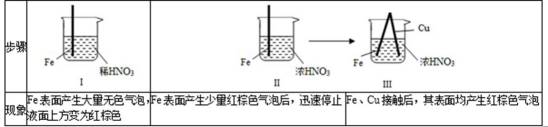 步骤
Fe
稀HNO₃
I
Fe
浓HNO₃
II
Cu
Fe
浓HNO₃
III
现象
Fe表面产生大量无色气泡,
液面上方变为红棕色
Fe表面产生少量红棕色气泡后，迅速停止
Fe、Cu接触后，其表面均产生红棕色气泡